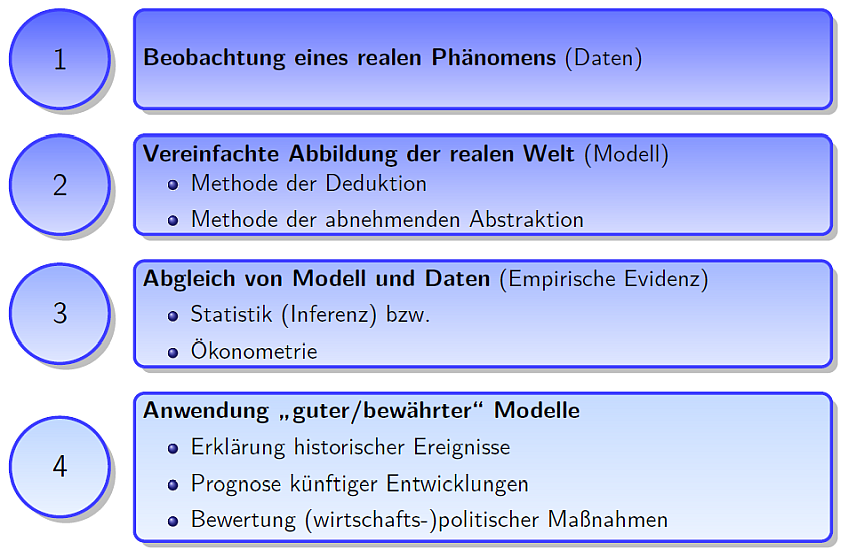 1
Beobachtung eines realen Phänomens (Daten)
2
Vereinfachte Abbildung der realen Welt (Modell)
Methode der Deduktion
Methode der abnehmenden Abstraktion
3
Abgleich von Modell und Daten (Empirische Evidenz)
Statistik (Inferenz) bzw.
Ökonometrie
4
Anwendung „guter/bewährter“ Modelle
Erklärung historischer Ereignisse
Prognose künftiger Entwicklungen
Bewertung (wirtschafts-)politischer Maßnahmen